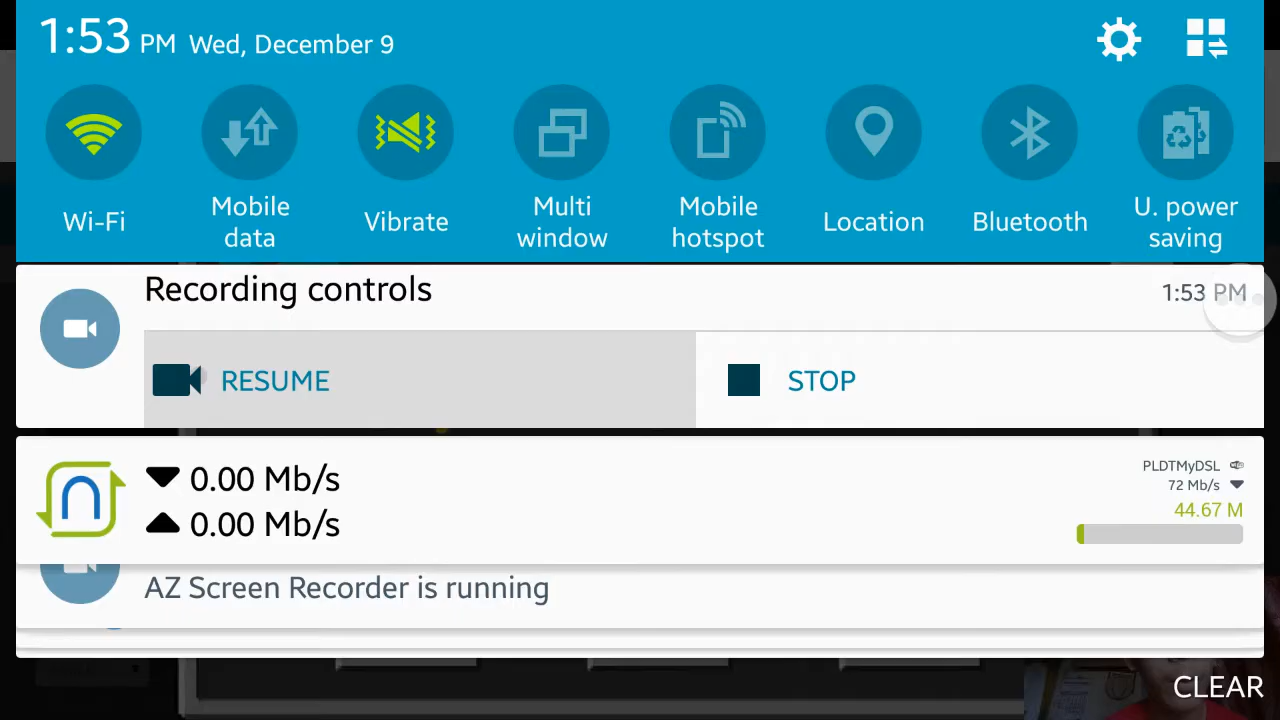 1:53 PM Wed, December 9
Wi-Fi
Mobile
data
Vibrate
Multi
window
Mobile
hotspot
Location
Bluetooth
U. power
saving
Recording controls
1:53 PM
RESUME
STOP
0.00 Mb/s
0.00 Mb/s
PLDTMyDSL
72 Mb/s
44.67 M
AZ Screen Recorder is running
CLEAR